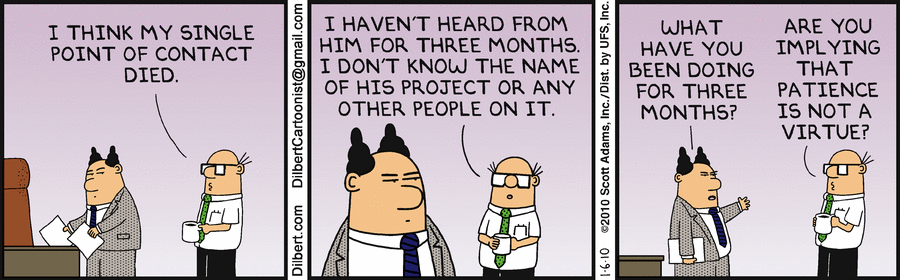 I THINK MY SINGLE
POINT OF CONTACT
DIED.
Dilbert.com DilbertCartoonist@gmail.com
I HAVEN'T HEARD FROM
HIM FOR THREE MONTHS.
I DON'T KNOW THE NAME
OF HIS PROJECT OR ANY
OTHER PEOPLE ON IT.
1-6-10 ©2010 Scott Adams, Inc./Dist. by UFS, Inc.
WHAT
HAVE YOU
BEEN DOING
FOR THREE
MONTHS?
ARE YOU
IMPLYING
THAT
PATIENCE
IS NOT A
VIRTUE?